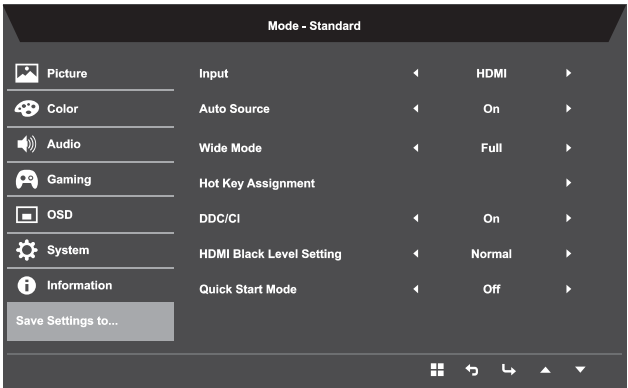 Mode - Standard
Picture
Input HDMI
Color
Auto Source On
Audio
Wide Mode Full
Gaming
Hot Key Assignment
OSD
DDC/CI On
System
HDMI Black Level Setting Normal
Information
Quick Start Mode Off
Save Settings to...